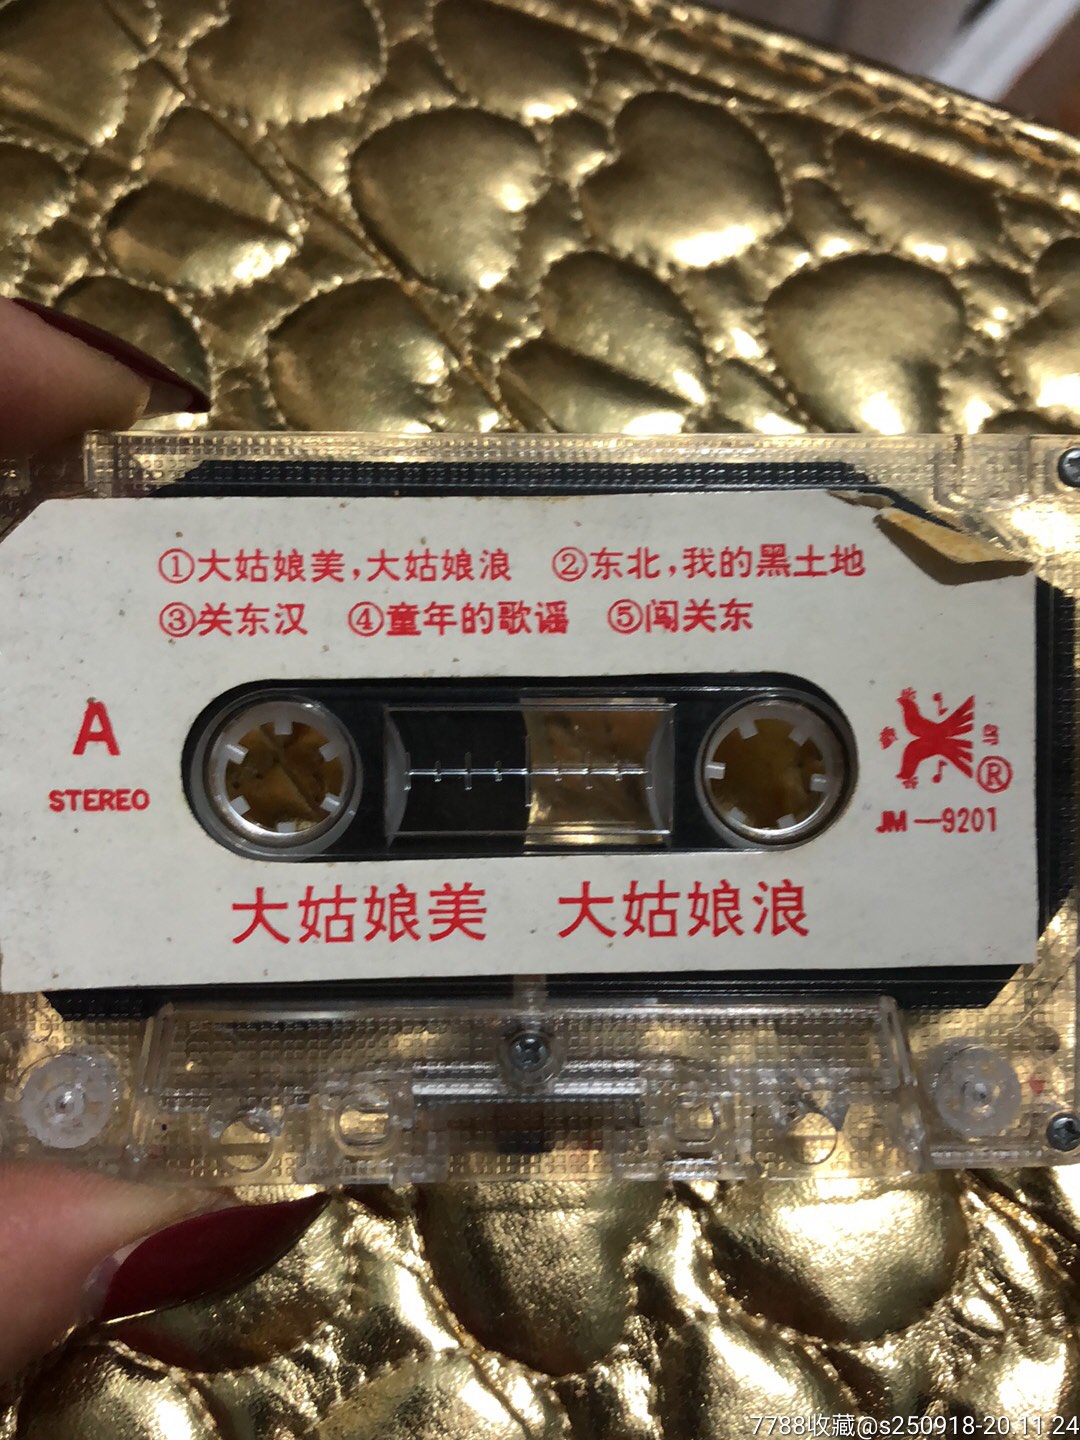 ①大姑娘美,大姑娘浪 ②东北,我的黑土地
③关东汉 ④童年的歌谣 ⑤闯关东
A
STEREO
参 鸟
®
JM—9201
大姑娘美 大姑娘浪
7788收藏@s250918-20.11.24